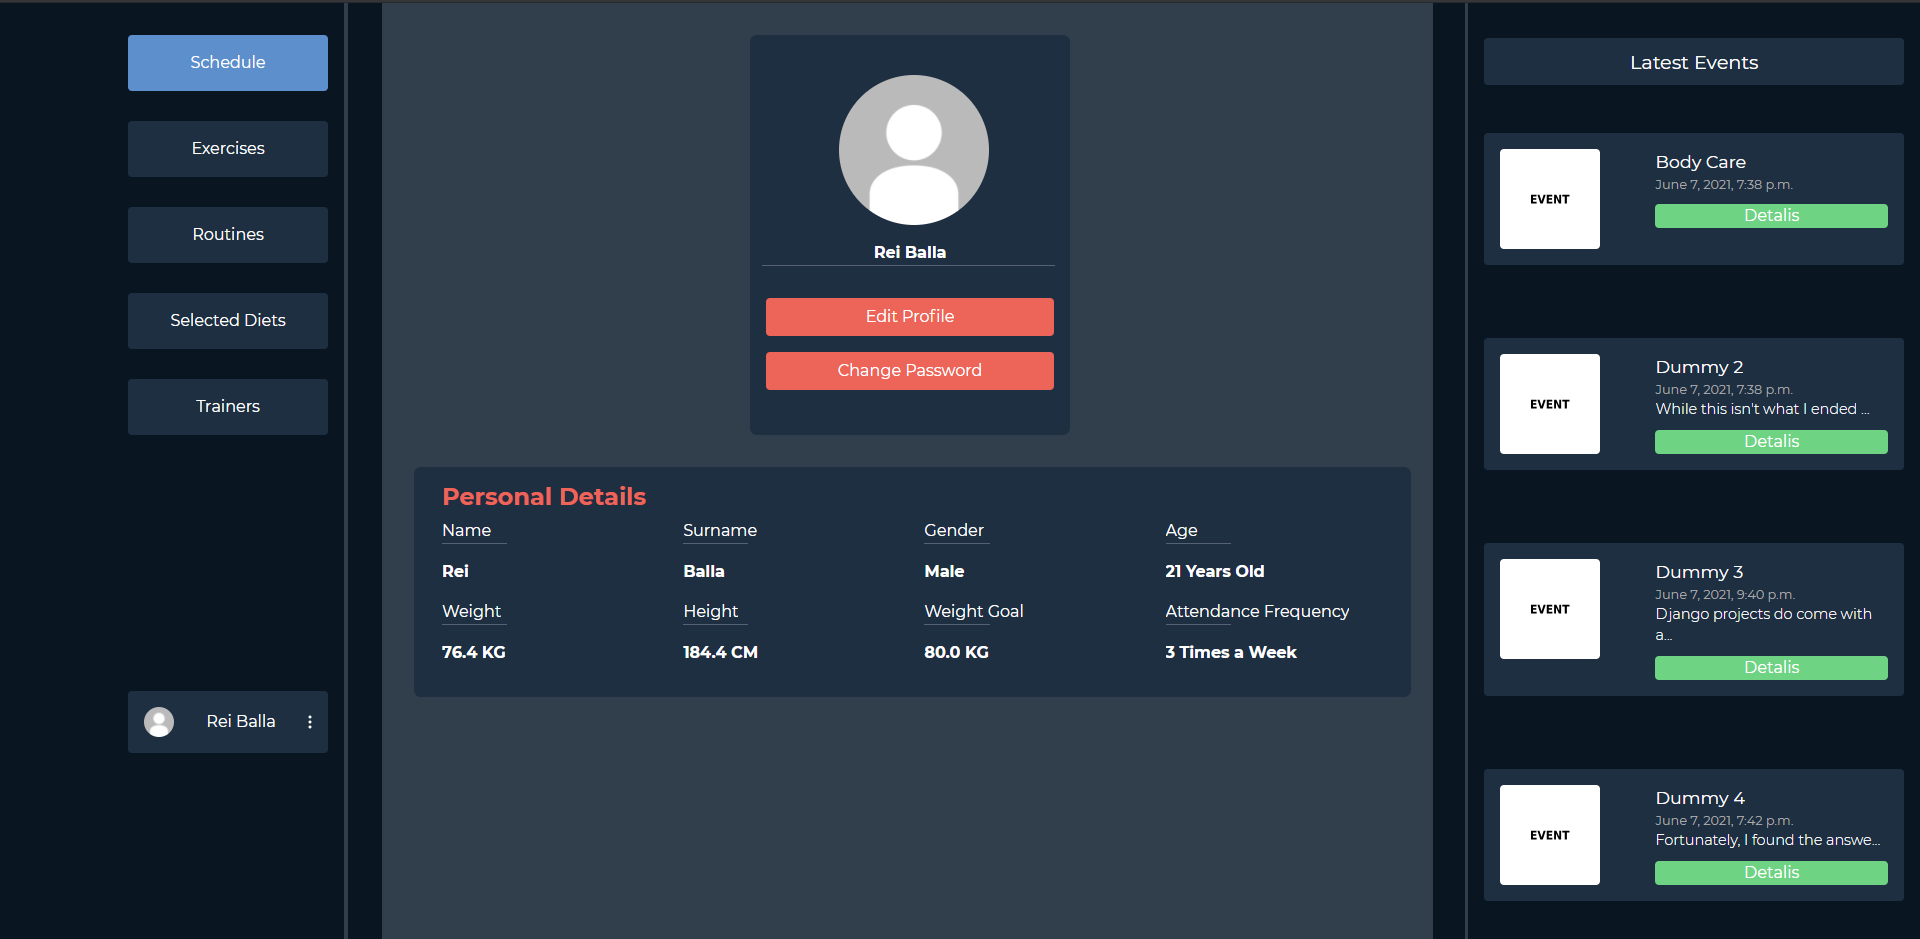 Schedule
Exercises
Routines
Selected Diets
Trainers
Rei Balla
Rei Balla
Edit Profile
Change Password
Personal Details
Name Surname Gender Age
Rei Balla Male 21 Years Old
Weight Height Weight Goal Attendance Frequency
76.4 KG 184.4 CM 80.0 KG 3 Times a Week
Latest Events
EVENT
Body Care
June 7, 2021, 7:38 p.m.
Detalis
EVENT
Dummy 2
June 7, 2021, 7:38 p.m.
While this isn't what I ended ...
Detalis
EVENT
Dummy 3
June 7, 2021, 9:40 p.m.
Django projects do come with
a...
Detalis
EVENT
Dummy 4
June 7, 2021, 7:42 p.m.
Fortunately, I found the answe...
Detalis